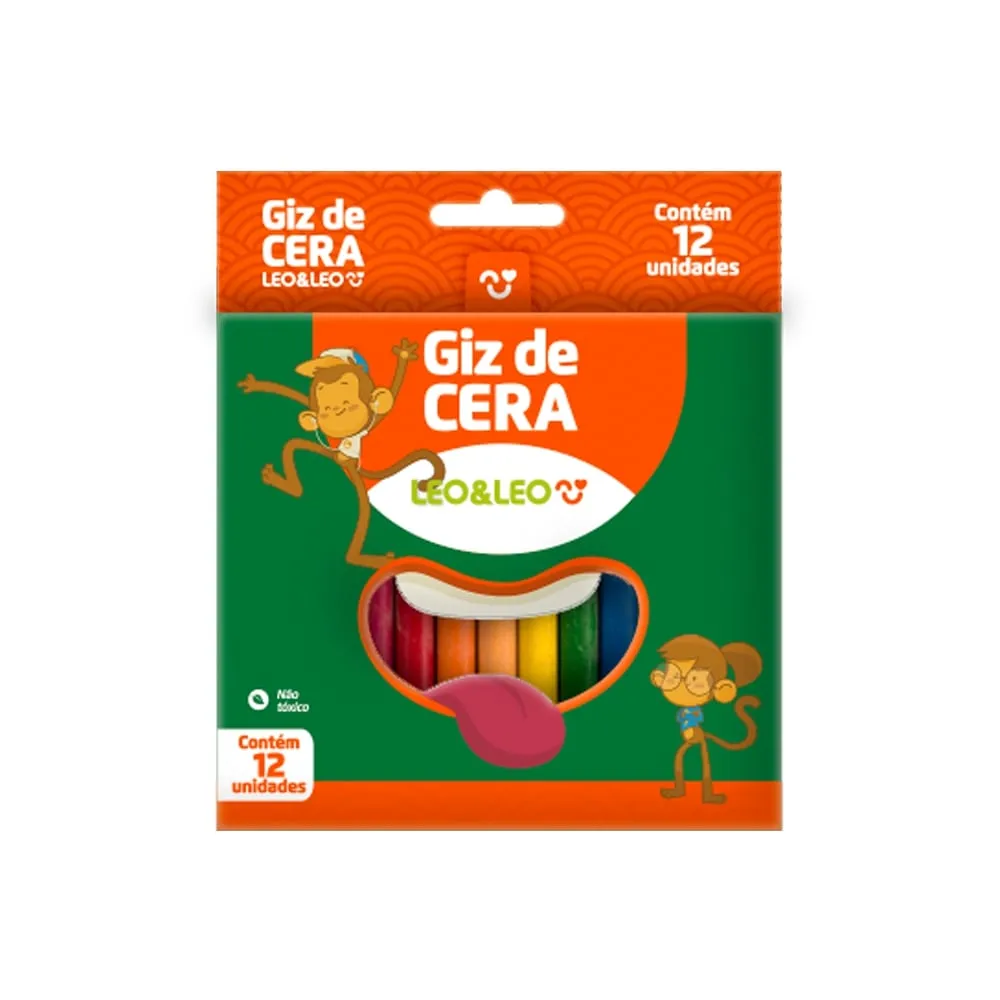 Giz de
CERA
LEO&LEO
Contém
12
unidades
Giz de
CERA
LEO&LEO
Não
tóxico
Contém
12
unidades